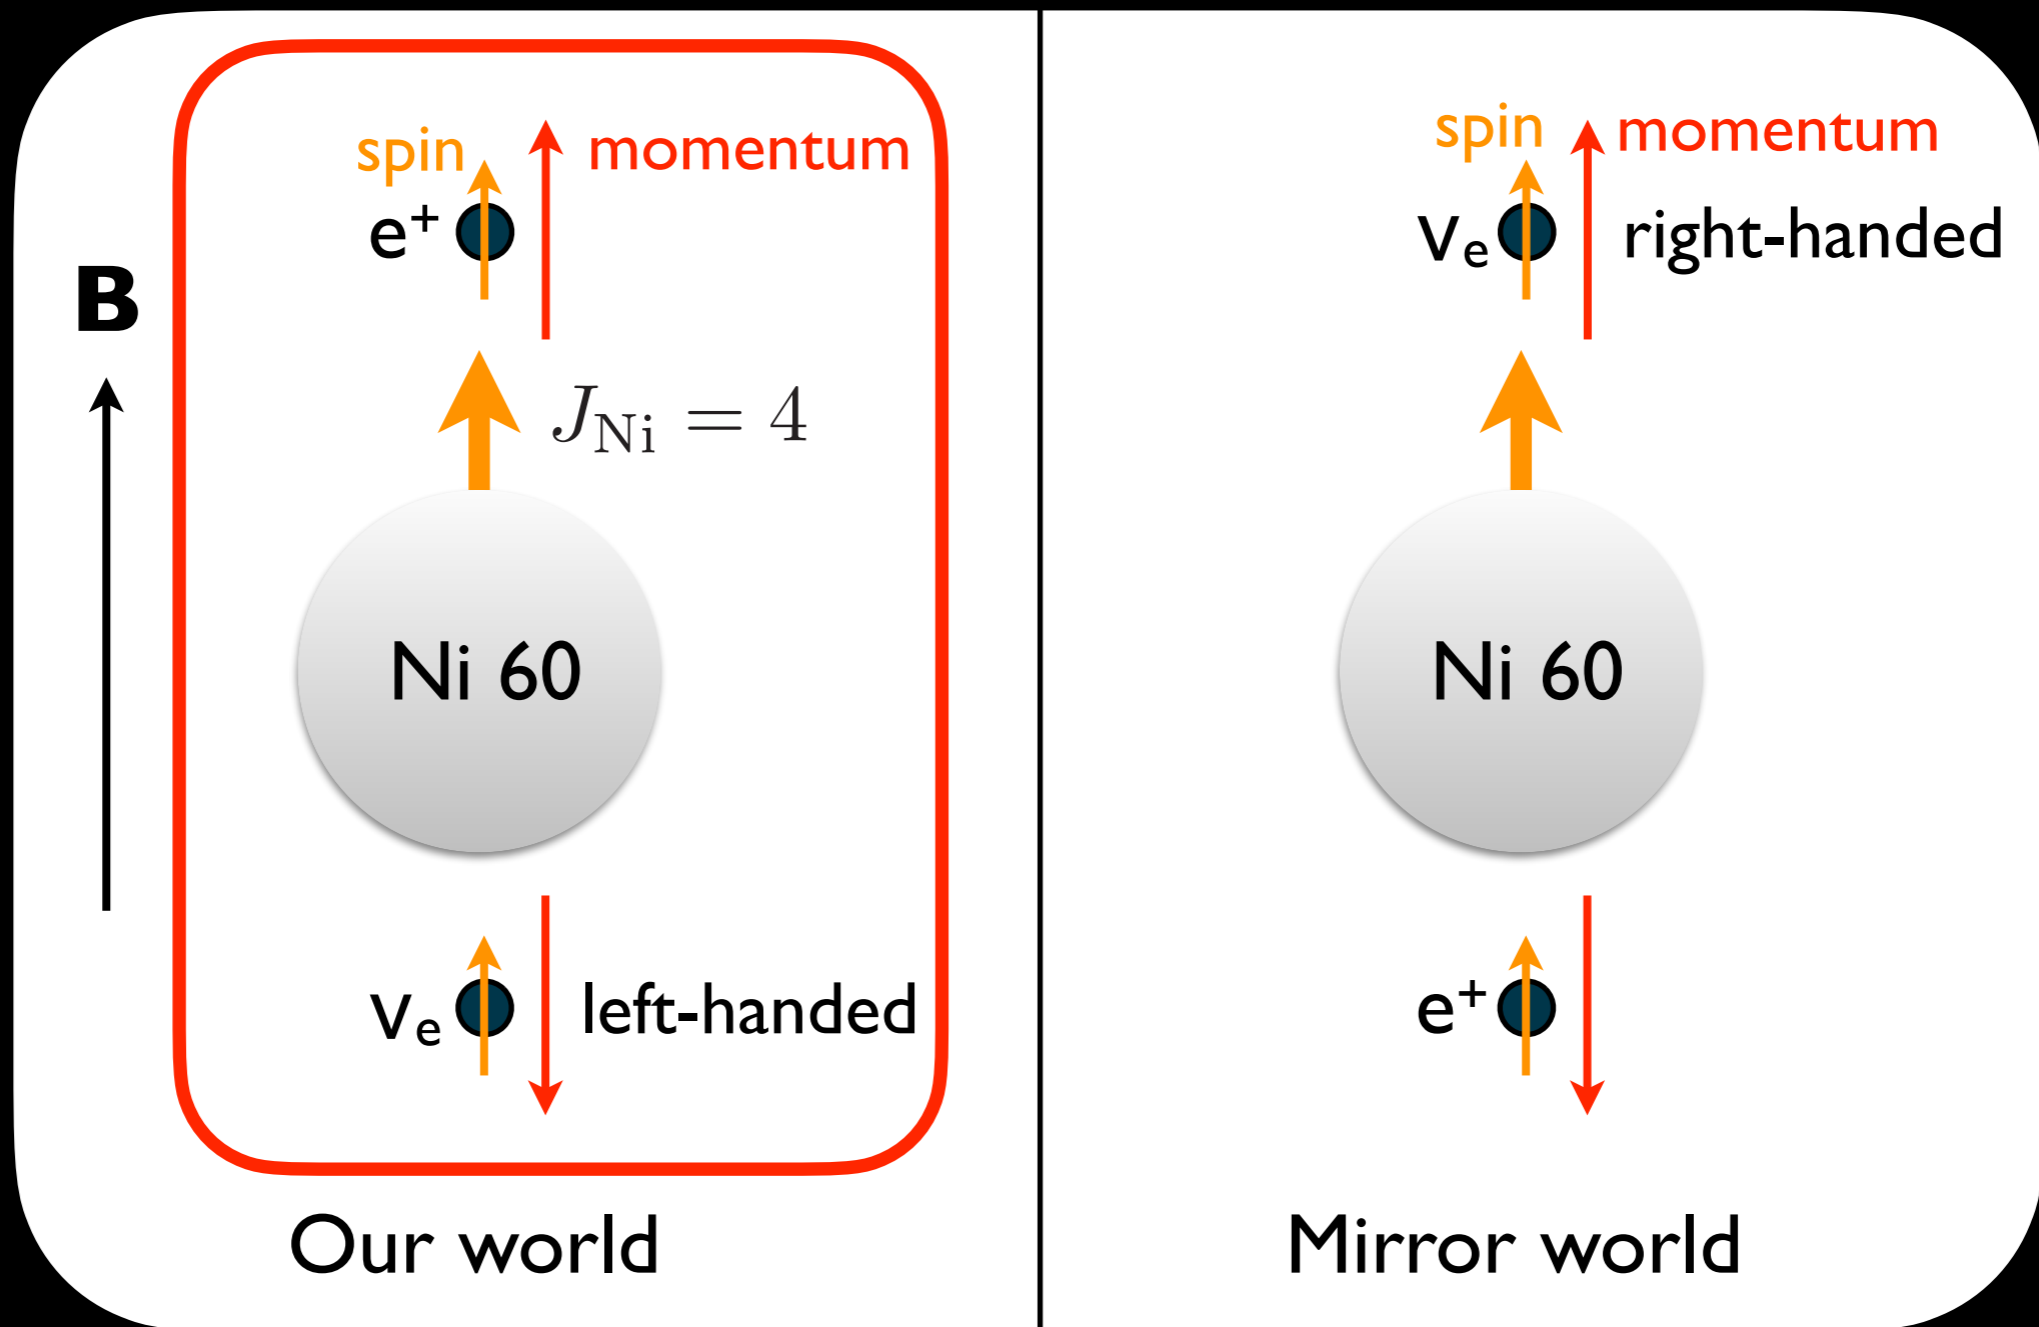 spin momentum
e⁺
B
J_Ni = 4
Ni 60
νe left-handed
Our world
spin momentum
νe right-handed
Ni 60
e⁺
Mirror world